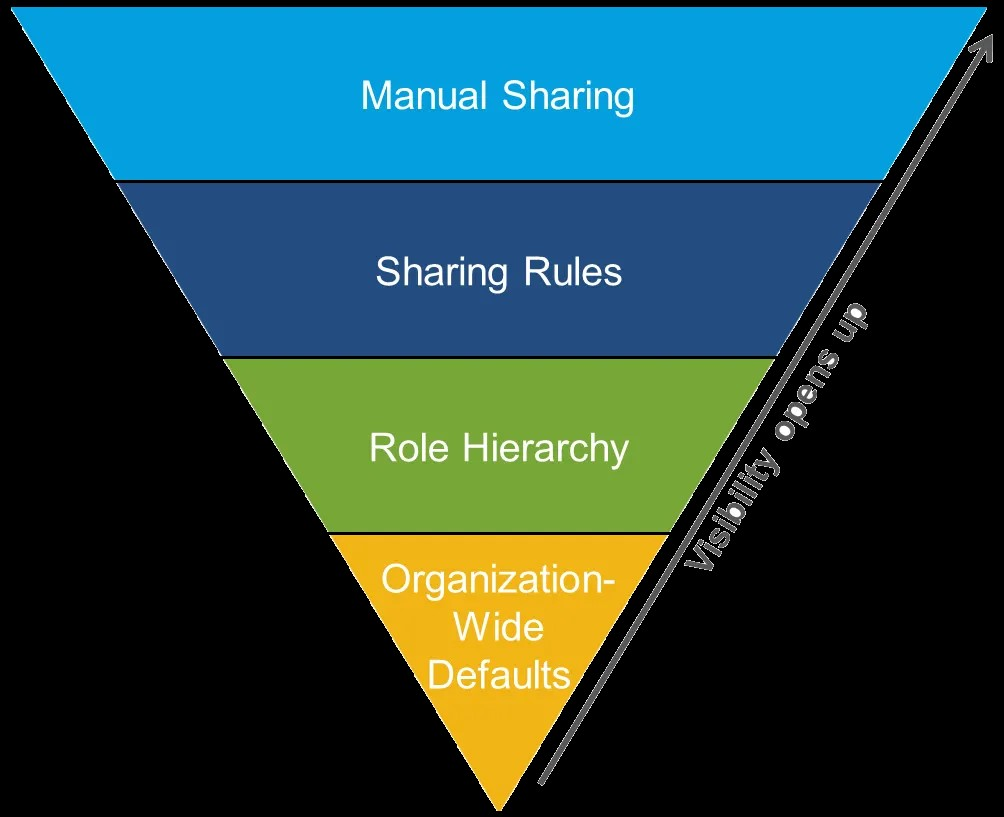 Manual Sharing
Sharing Rules
Role Hierarchy
Organization-
Wide
Defaults
Visibility opens up